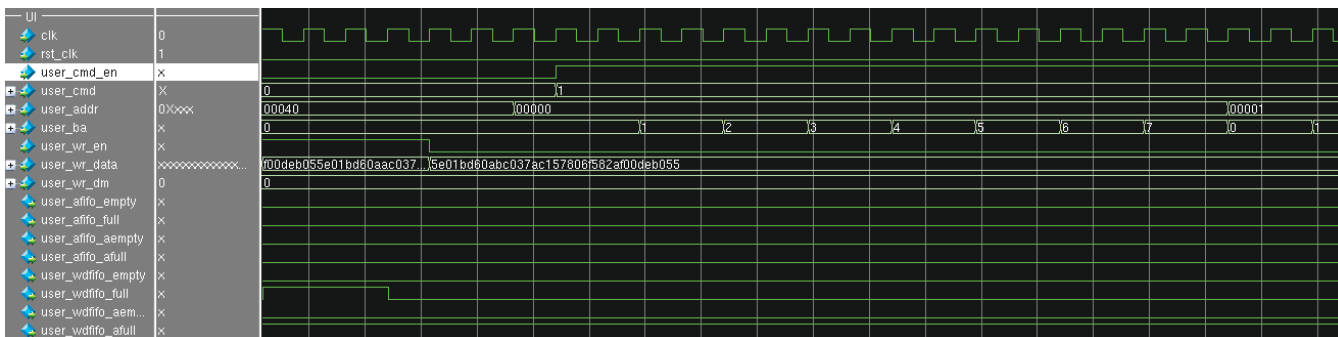 UI
clk 0
rst_clk 1
user_cmd_en x
user_cmd X 0 1
user_addr 0Xxxx 00040 00000 00001
user_ba x 0 1 2 3 4 5 6 7 0 1
user_wr_en x
user_wr_data xxxxxxxxxxxxx... f00deb055e01bd60aac037... 5e01bd60abc037ac157806f582af00deb055
user_wr_dm 0 0
user_afifo_empty x
user_afifo_full x
user_afifo_aempty x
user_afifo_afull x
user_wdfifo_empty x
user_wdfifo_full x
user_wdfifo_aem... x
user_wdfifo_afull x